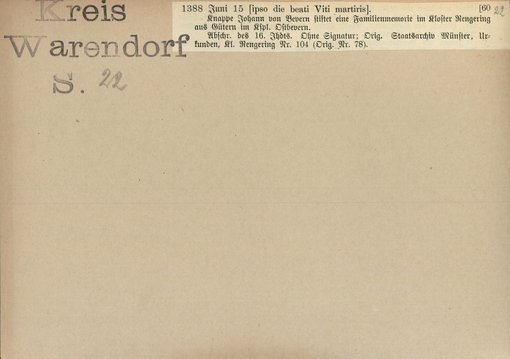 Kreis
Warendorf
S. 22
1388 Juni 15 [ipso die beati Viti martiris]. [60 22
Knappe Johann von Bevern stiftet eine Familienmemorie im Kloster Rengering
aus Gütern im Kspl. Ostbevern.
Abschr. des 16. Jhdts. Ohne Signatur; Orig. Staatsarchiv Münster, Ur-
kunden, Kl. Rengering Nr. 104 (Orig. Nr. 78).